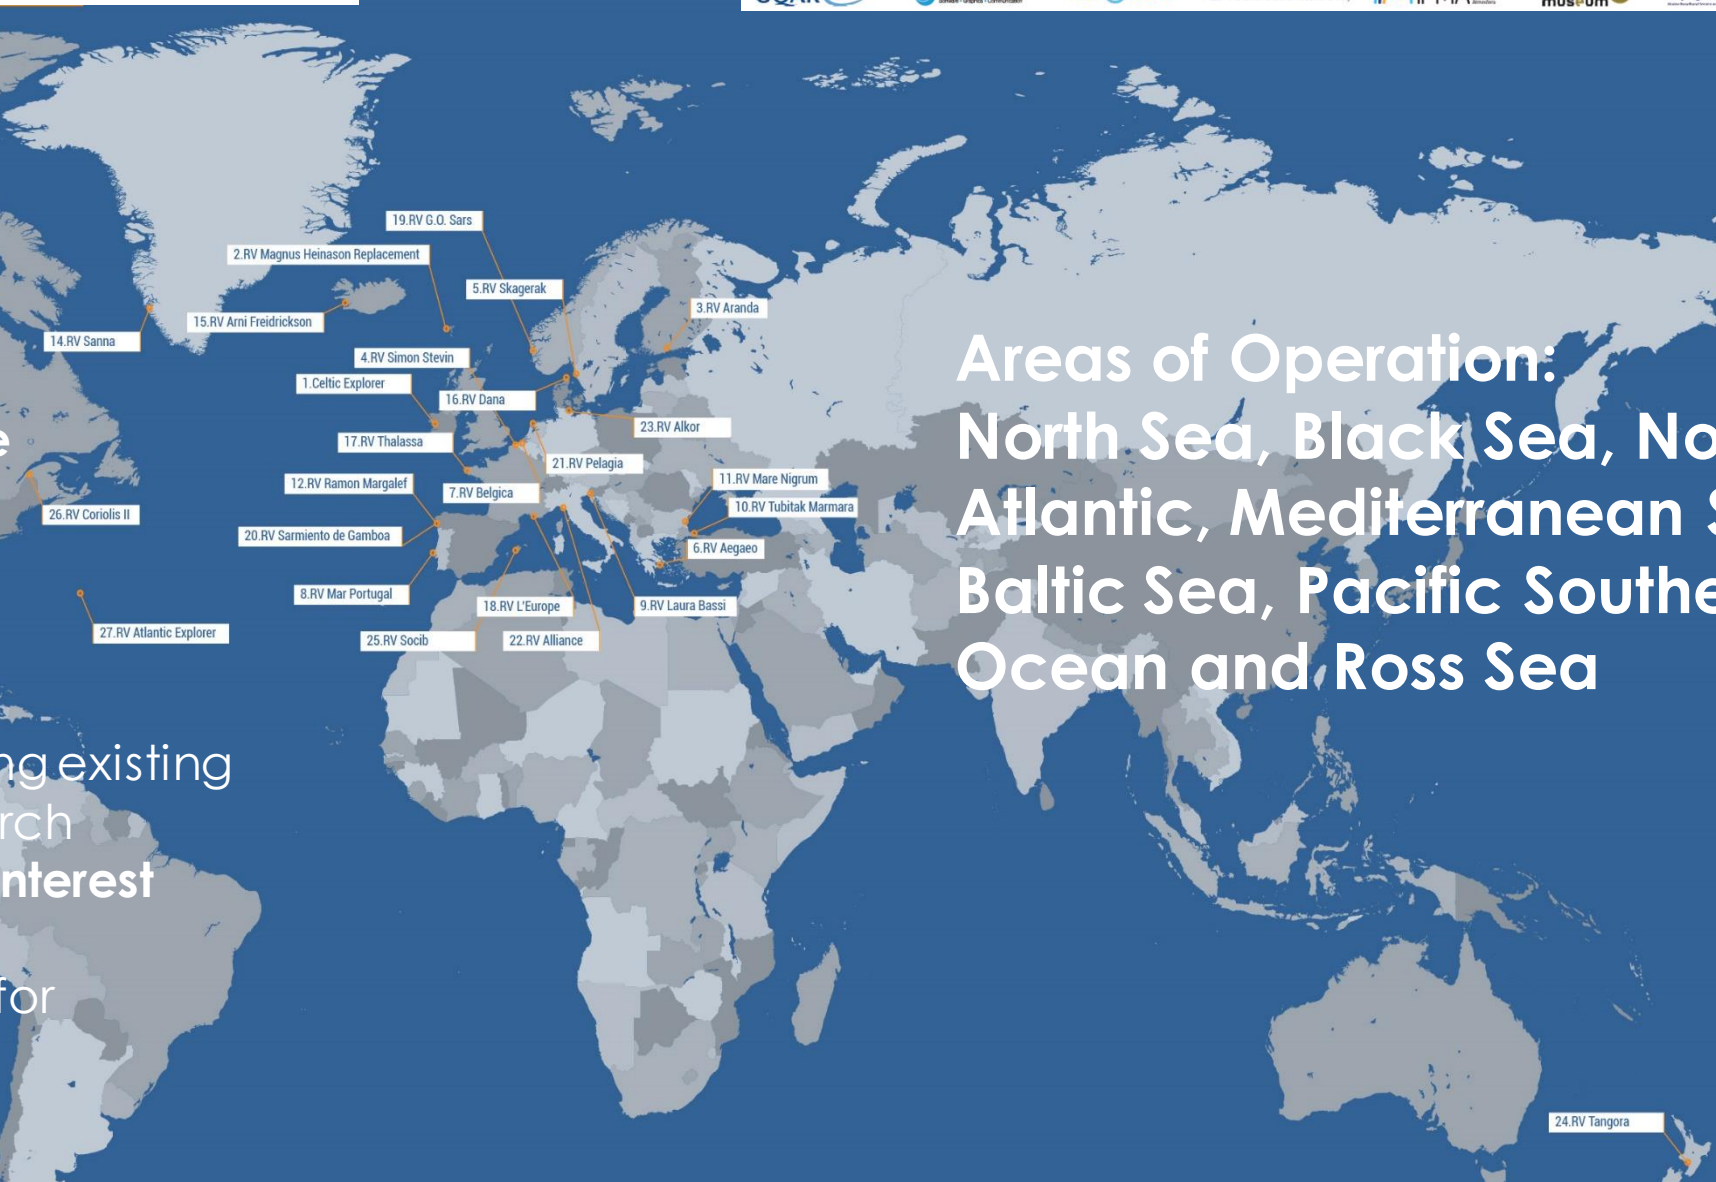 museum
19.RV G.O. Sars
2.RV Magnus Heinason Replacement
5.RV Skagerak
3.RV Aranda
15.RV Arni Freidrickson
14.RV Sanna
4.RV Simon Stevin
1.Celtic Explorer
16.RV Dana
23.RV Alkor
17.RV Thalassa
21.RV Pelagia
12.RV Ramon Margalef
7.RV Belgica
11.RV Mare Nigrum
10.RV Tubitak Marmara
26.RV Coriolis II
20.RV Sarmiento de Gamboa
6.RV Aegaeo
8.RV Mar Portugal
18.RV L'Europe
9.RV Laura Bassi
27.RV Atlantic Explorer
25.RV Socib
22.RV Alliance
Areas of Operation:
North Sea, Black Sea, No
Atlantic, Mediterranean S
Baltic Sea, Pacific Southe
Ocean and Ross Sea
e
ng existing
rch
nterest
for
24.RV Tangora